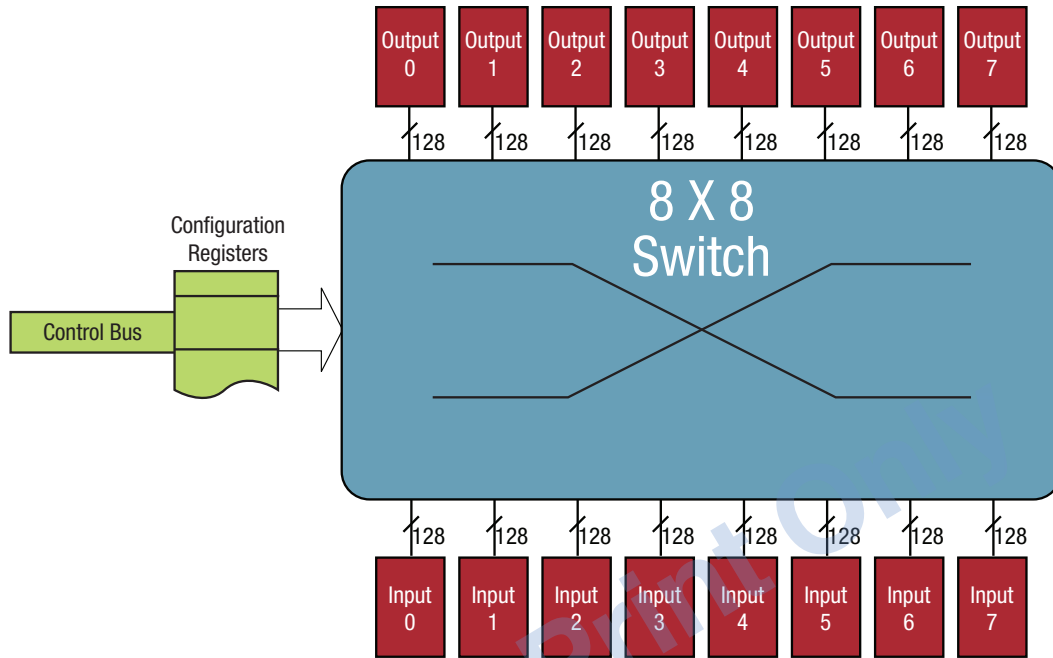 Output 0
Output 1
Output 2
Output 3
Output 4
Output 5
Output 6
Output 7
128
128
128
128
128
128
128
128
8 X 8
Switch
Configuration
Registers
Control Bus
128
128
128
128
128
128
128
128
Input 0
Input 1
Input 2
Input 3
Input 4
Input 5
Input 6
Input 7
Print Only